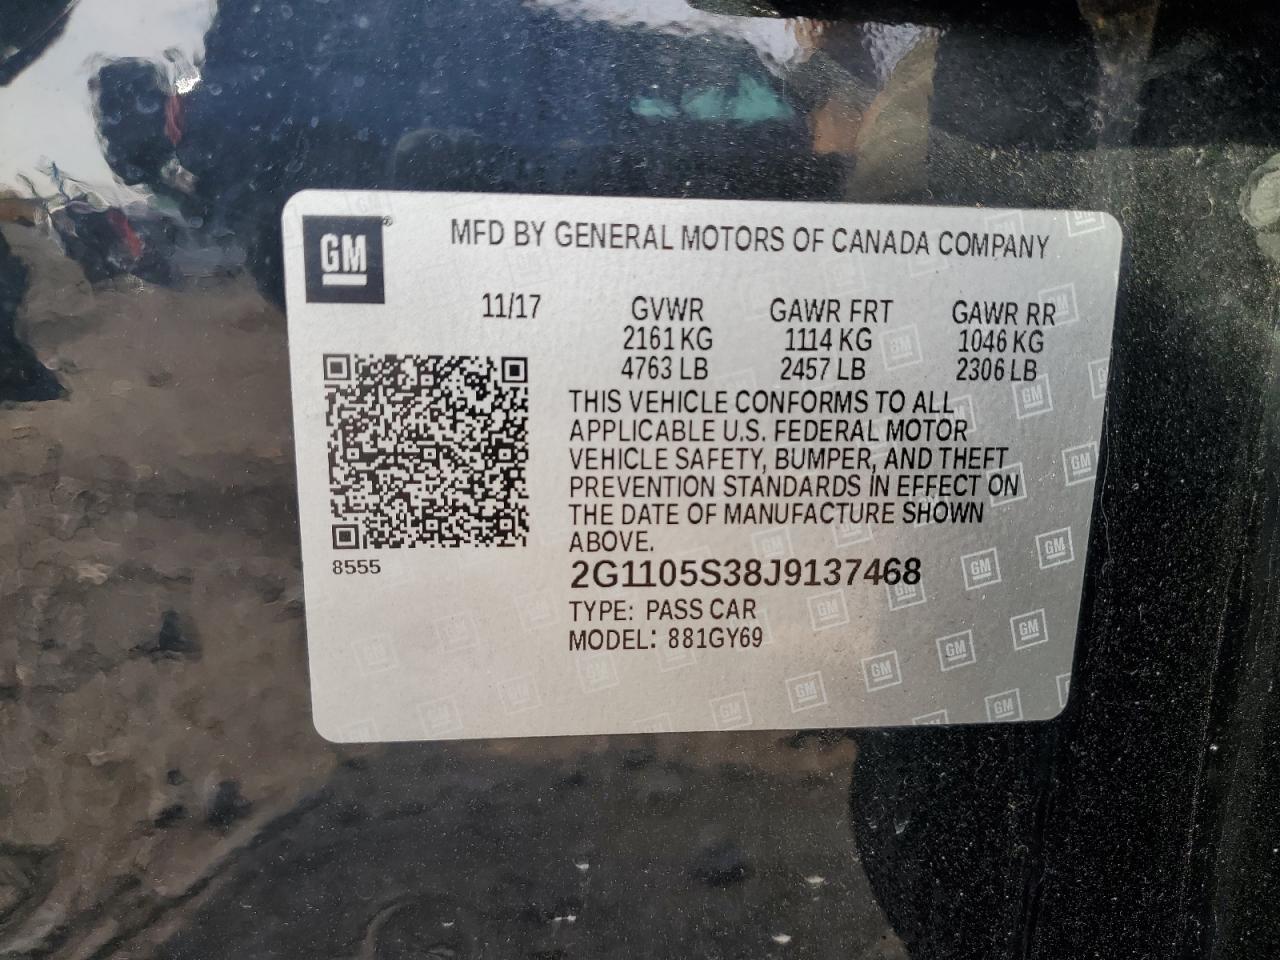 GM®
MFD BY GENERAL MOTORS OF CANADA COMPANY
11/17 GVWR GAWR FRT GAWR RR
2161 KG 1114 KG 1046 KG
4763 LB 2457 LB 2306 LB
THIS VEHICLE CONFORMS TO ALL
APPLICABLE U.S. FEDERAL MOTOR
VEHICLE SAFETY, BUMPER, AND THEFT
PREVENTION STANDARDS IN EFFECT ON
THE DATE OF MANUFACTURE SHOWN
ABOVE.
8555
2G1105S38J9137468
TYPE: PASS CAR
MODEL: 881GY69